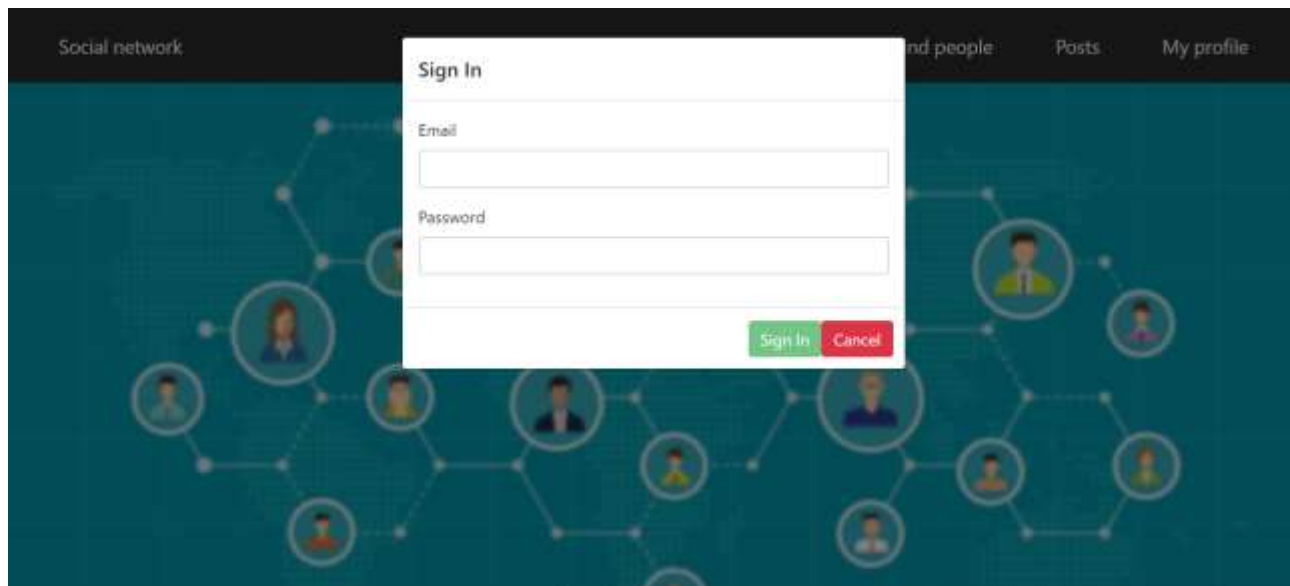 Social network nd people Posts My profile
Sign In
Email
Password
Sign In Cancel